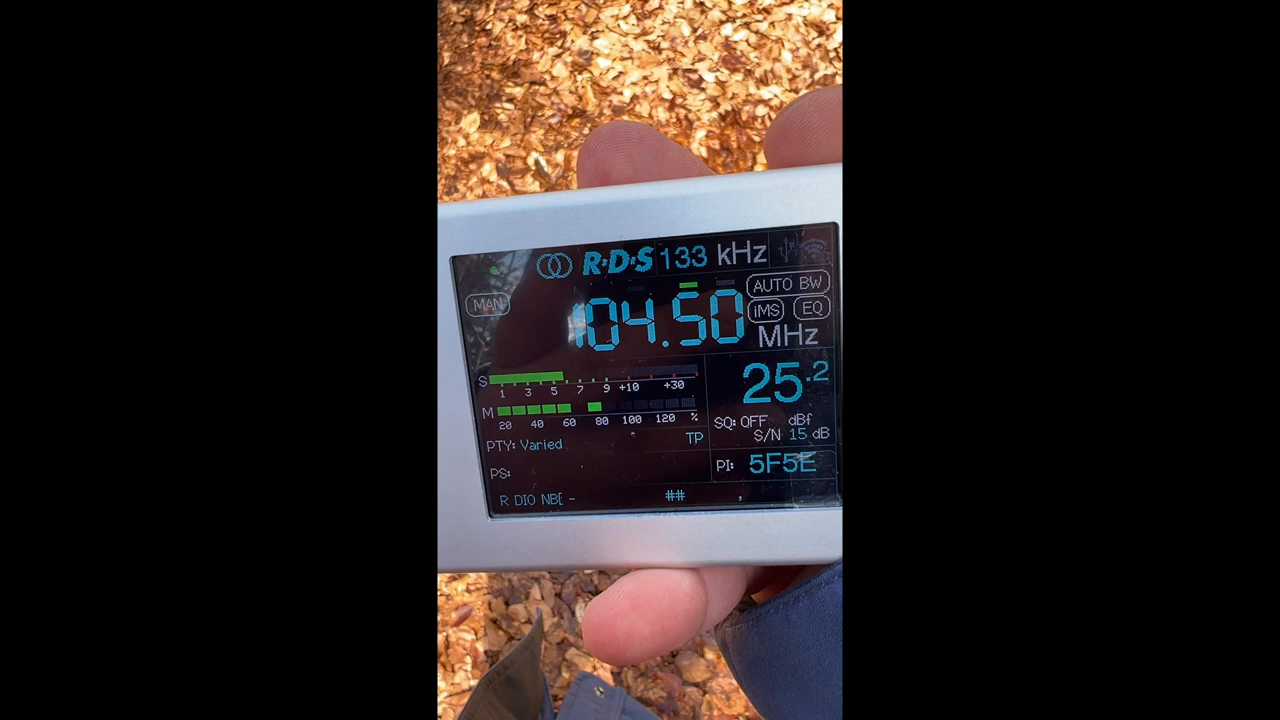 R·D·S 133 kHz
AUTO BW
MAN
104.50
iMS EQ
MHz
S
1 3 5 7 9 +10 +30
25.2
M
20 40 60 80 100 120 %
SQ: OFF dBf
S/N 15 dB
PTY: Varied TP
PI: 5F5E
PS:
R DIO NB[ - ## ,